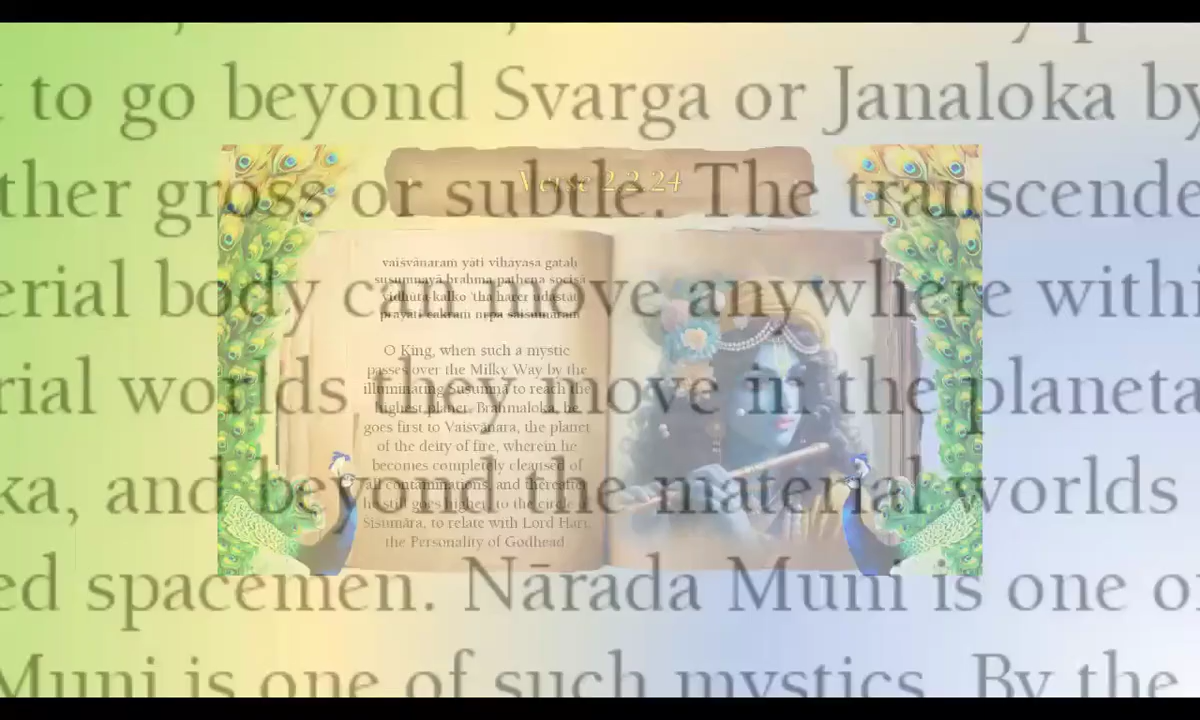 to go beyond Svarga or Janaloka by
ther gross or subtle. The transcende
erial body can move anywhere withi
rial worlds they move in the planeta
ka, and beyond the material worlds
ed spacemen. Nārada Muni is one o
Muni is one of such mystics. By the
Verse 2.2.24
vaiśvānaraṁ yāti vihāyasā gataḥ
suṣumṇayā brahma-pathena śociṣā
vidhūta-kalko 'tha harer udastāt
prayāti cakraṁ nṛpa śaiśumāram
O King, when such a mystic
passes over the Milky Way by the
illuminating Suṣumṇā to reach the
highest planet, Brahmaloka, he
goes first to Vaiśvānara, the planet
of the deity of fire, wherein he
becomes completely cleansed of
all contaminations, and thereafter
he still goes higher, to the circle of
Śiśumāra, to relate with Lord Hari,
the Personality of Godhead